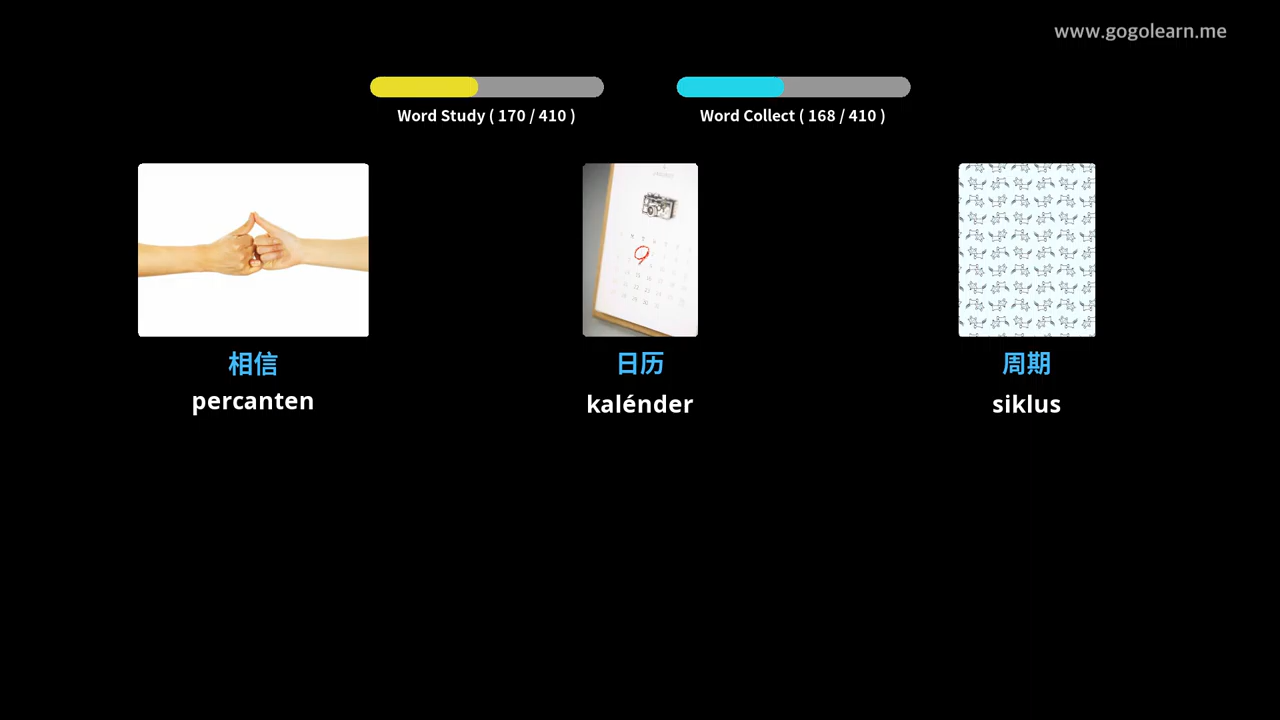 www.gogolearn.me
Word Study ( 170 / 410 )
Word Collect ( 168 / 410 )
相信
日历
周期
percanten
kalénder
siklus